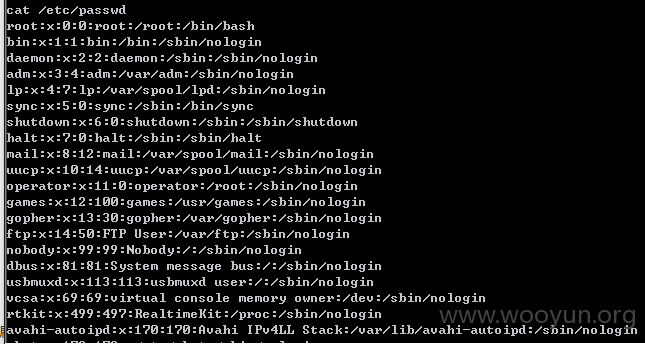 cat /etc/passwd
root:x:0:0:root:/root:/bin/bash
bin:x:1:1:bin:/bin:/sbin/nologin
daemon:x:2:2:daemon:/sbin:/sbin/nologin
adm:x:3:4:adm:/var/adm:/sbin/nologin
lp:x:4:7:lp:/var/spool/lpd:/sbin/nologin
sync:x:5:0:sync:/sbin:/bin/sync
shutdown:x:6:0:shutdown:/sbin:/sbin/shutdown
halt:x:7:0:halt:/sbin:/sbin/halt
mail:x:8:12:mail:/var/spool/mail:/sbin/nologin
uucp:x:10:14:uucp:/var/spool/uucp:/sbin/nologin
operator:x:11:0:operator:/root:/sbin/nologin
games:x:12:100:games:/usr/games:/sbin/nologin
gopher:x:13:30:gopher:/var/gopher:/sbin/nologin
ftp:x:14:50:FTP User:/var/ftp:/sbin/nologin
nobody:x:99:99:Nobody:/:/sbin/nologin
dbus:x:81:81:System message bus:/:/sbin/nologin
usbmuxd:x:113:113:usbmuxd user:/:/sbin/nologin
vcsa:x:69:69:virtual console memory owner:/dev:/sbin/nologin
rtkit:x:499:497:RealtimeKit:/proc:/sbin/nologin
www.wooyun.org
avahi-autoipd:x:170:170:Avahi IPv4LL Stack:/var/lib/avahi-autoipd:/sbin/nologin